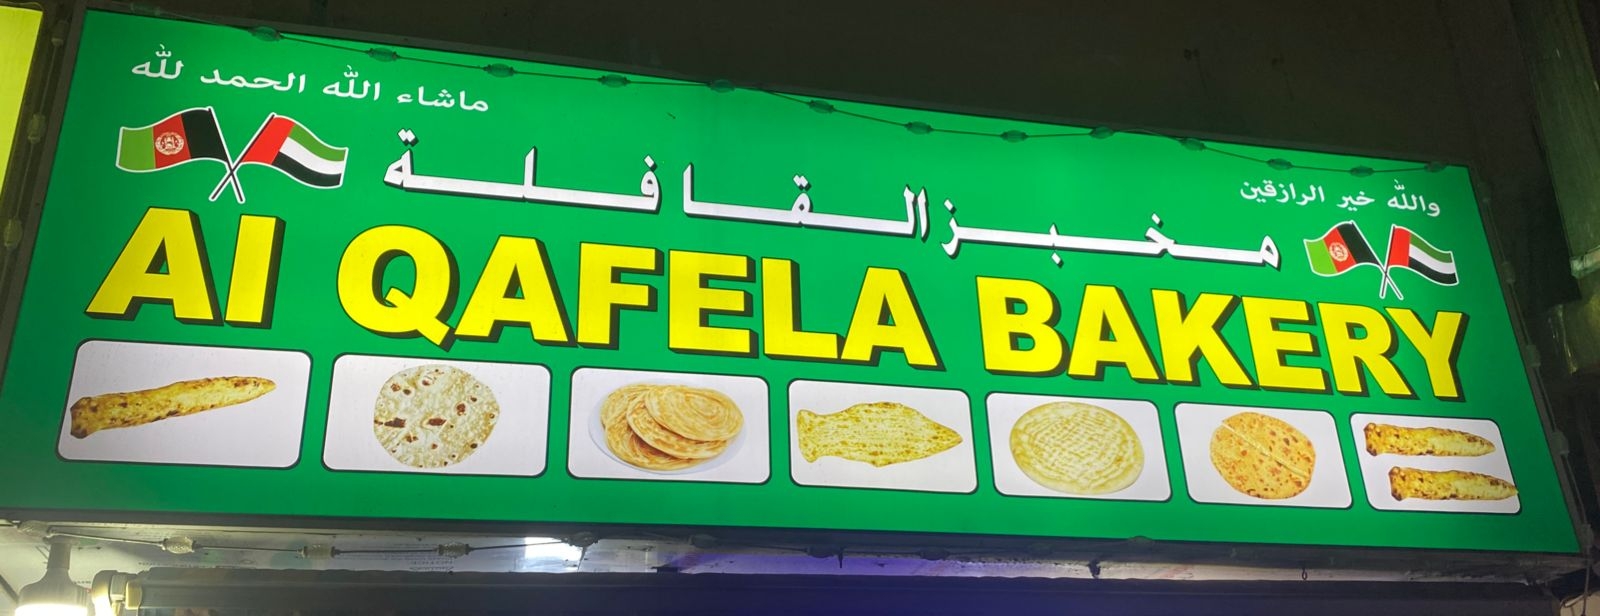 ماشاء الله الحمد لله
والله خير الرازقين
مخبز القافلة
Al QAFELA BAKERY